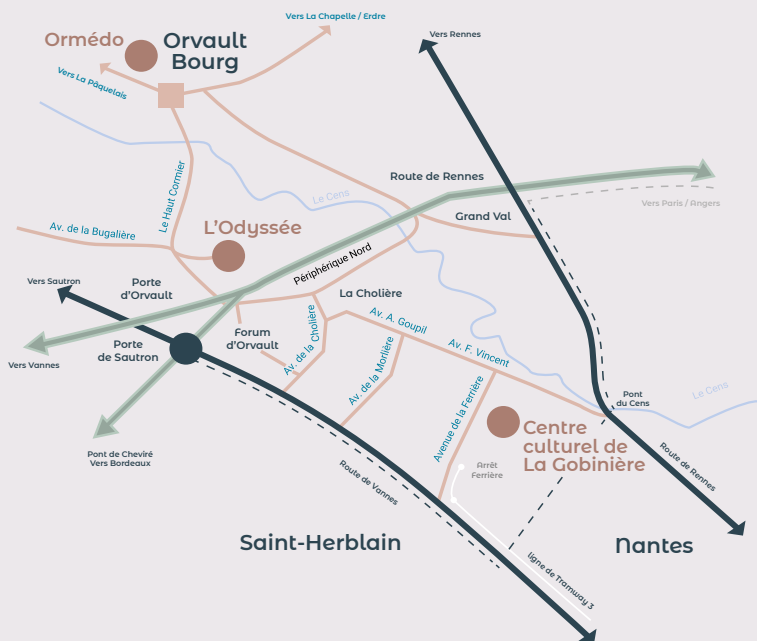 Vers La Chapelle / Erdre
Ormédo
Orvault
Bourg
Vers Rennes
Vers La Pâquelais
Le Haut Cormier
Route de Rennes
Le Cens
Vers Paris / Angers
Grand Val
L'Odyssée
Av. de la Bugalière
Périphérique Nord
Vers Sautron
Porte
d'Orvault
La Cholière
Av. de la
Cholière
Av. A. Goupil
Forum
d'Orvault
Porte
de Sautron
Av. F. Vincent
Av. de la Morlière
Vers Vannes
Avenue de la Ferrière
Le Cens
Pont
du Cens
Centre
culturel de
La Gobinière
Pont de Cheviré
Vers Bordeaux
Arrêt
Ferrière
Route de Rennes
Route de Vannes
Saint-Herblain
Nantes
ligne de Tramway 3